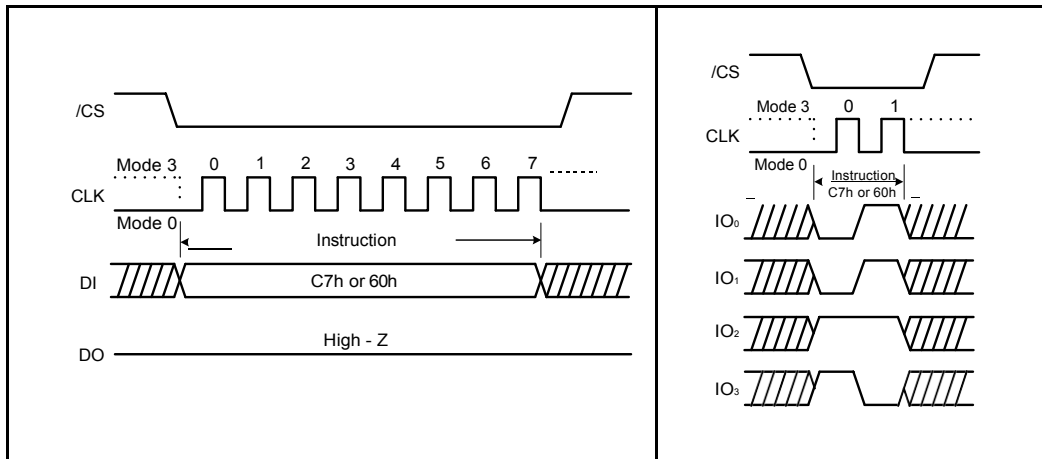 /CS
Mode 3 0 1 2 3 4 5 6 7
CLK
Mode 0
Instruction
DI
C7h or 60h
High - Z
DO
/CS
Mode 3 0 1
CLK
Mode 0
Instruction
C7h or 60h
IO0
IO1
IO2
IO3